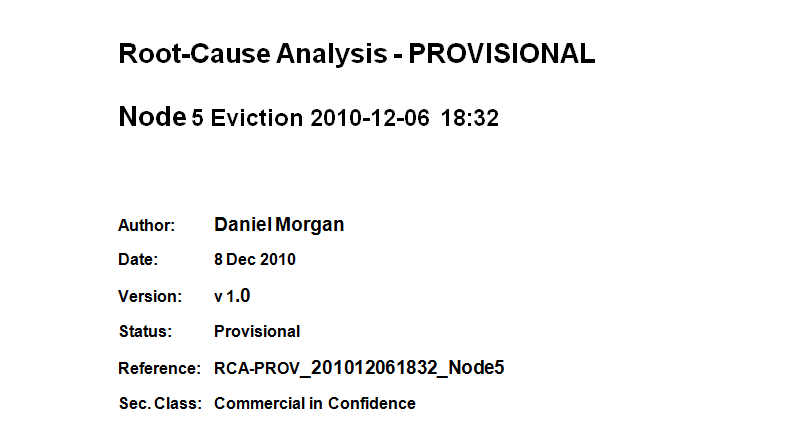 Root-Cause Analysis - PROVISIONAL
Node 5 Eviction 2010-12-06 18:32
Author: Daniel Morgan
Date: 8 Dec 2010
Version: v 1.0
Status: Provisional
Reference: RCA-PROV_201012061832_Node5
Sec. Class: Commercial in Confidence